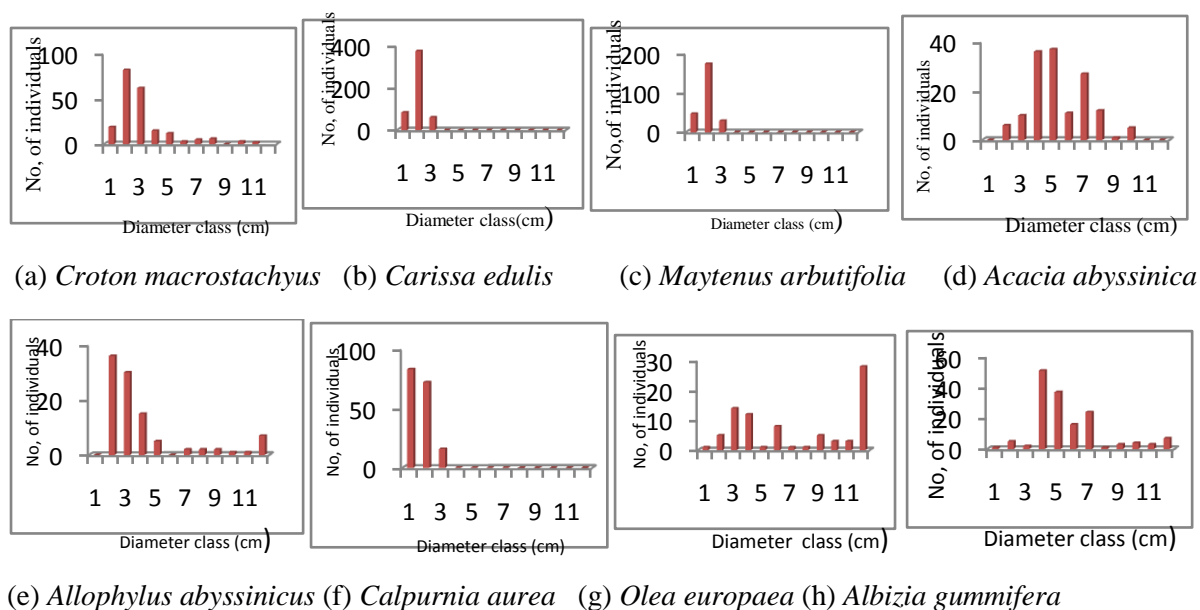 No, of individuals
100
50
0
1 3 5 7 9 11
Diameter class (cm)
No, of individuals
400
200
0
1 3 5 7 9 11
Diameter class(cm)
No,of individuals
200
100
0
1 3 5 7 9 11
Diameter class (cm)
No, of individuals
40
20
0
1 3 5 7 9 11
Diameter class (cm)
(a) Croton macrostachyus (b) Carissa edulis (c) Maytenus arbutifolia (d) Acacia abyssinica
No, of individuals
40
20
0
1 3 5 7 9 11
Diameter class (cm)
No, of individuals
100
50
0
1 3 5 7 9 11
Diameter class (cm)
No, of individuals
30
20
10
0
1 3 5 7 9 11
Diameter class (cm)
No, of individuals
60
40
20
0
1 3 5 7 9 11
Diameter class (cm)
(e) Allophylus abyssinicus (f) Calpurnia aurea (g) Olea europaea (h) Albizia gummifera